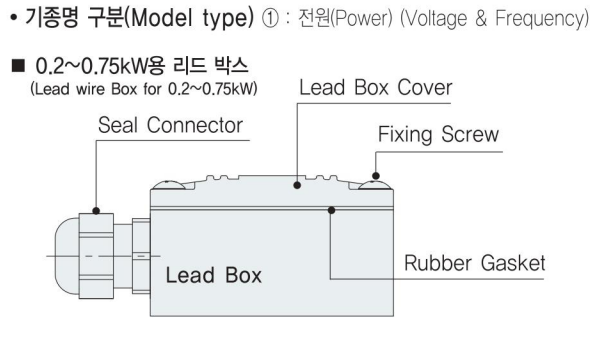 • 기종명 구분(Model type) ① : 전원(Power) (Voltage & Frequency)
■ 0.2~0.75kW용 리드 박스
(Lead wire Box for 0.2~0.75kW)
Lead Box Cover
Seal Connector
Fixing Screw
Rubber Gasket
Lead Box